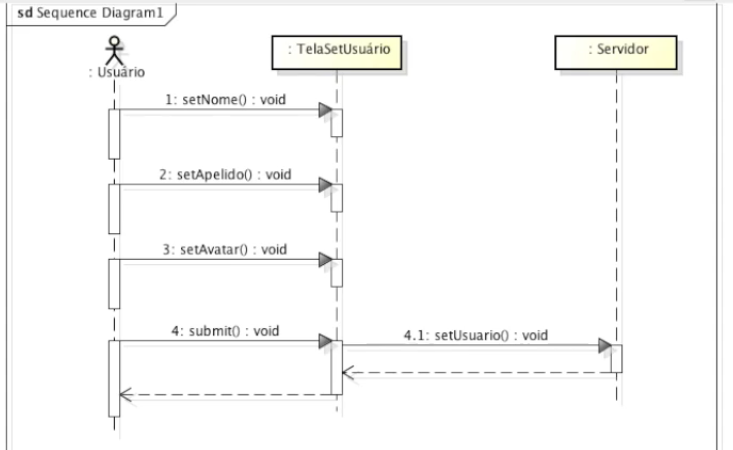 sd Sequence Diagram1
: Usuário
: TelaSetUsuário
: Servidor
1: setNome() : void
2: setApelido() : void
3: setAvatar() : void
4: submit() : void
4.1: setUsuario() : void